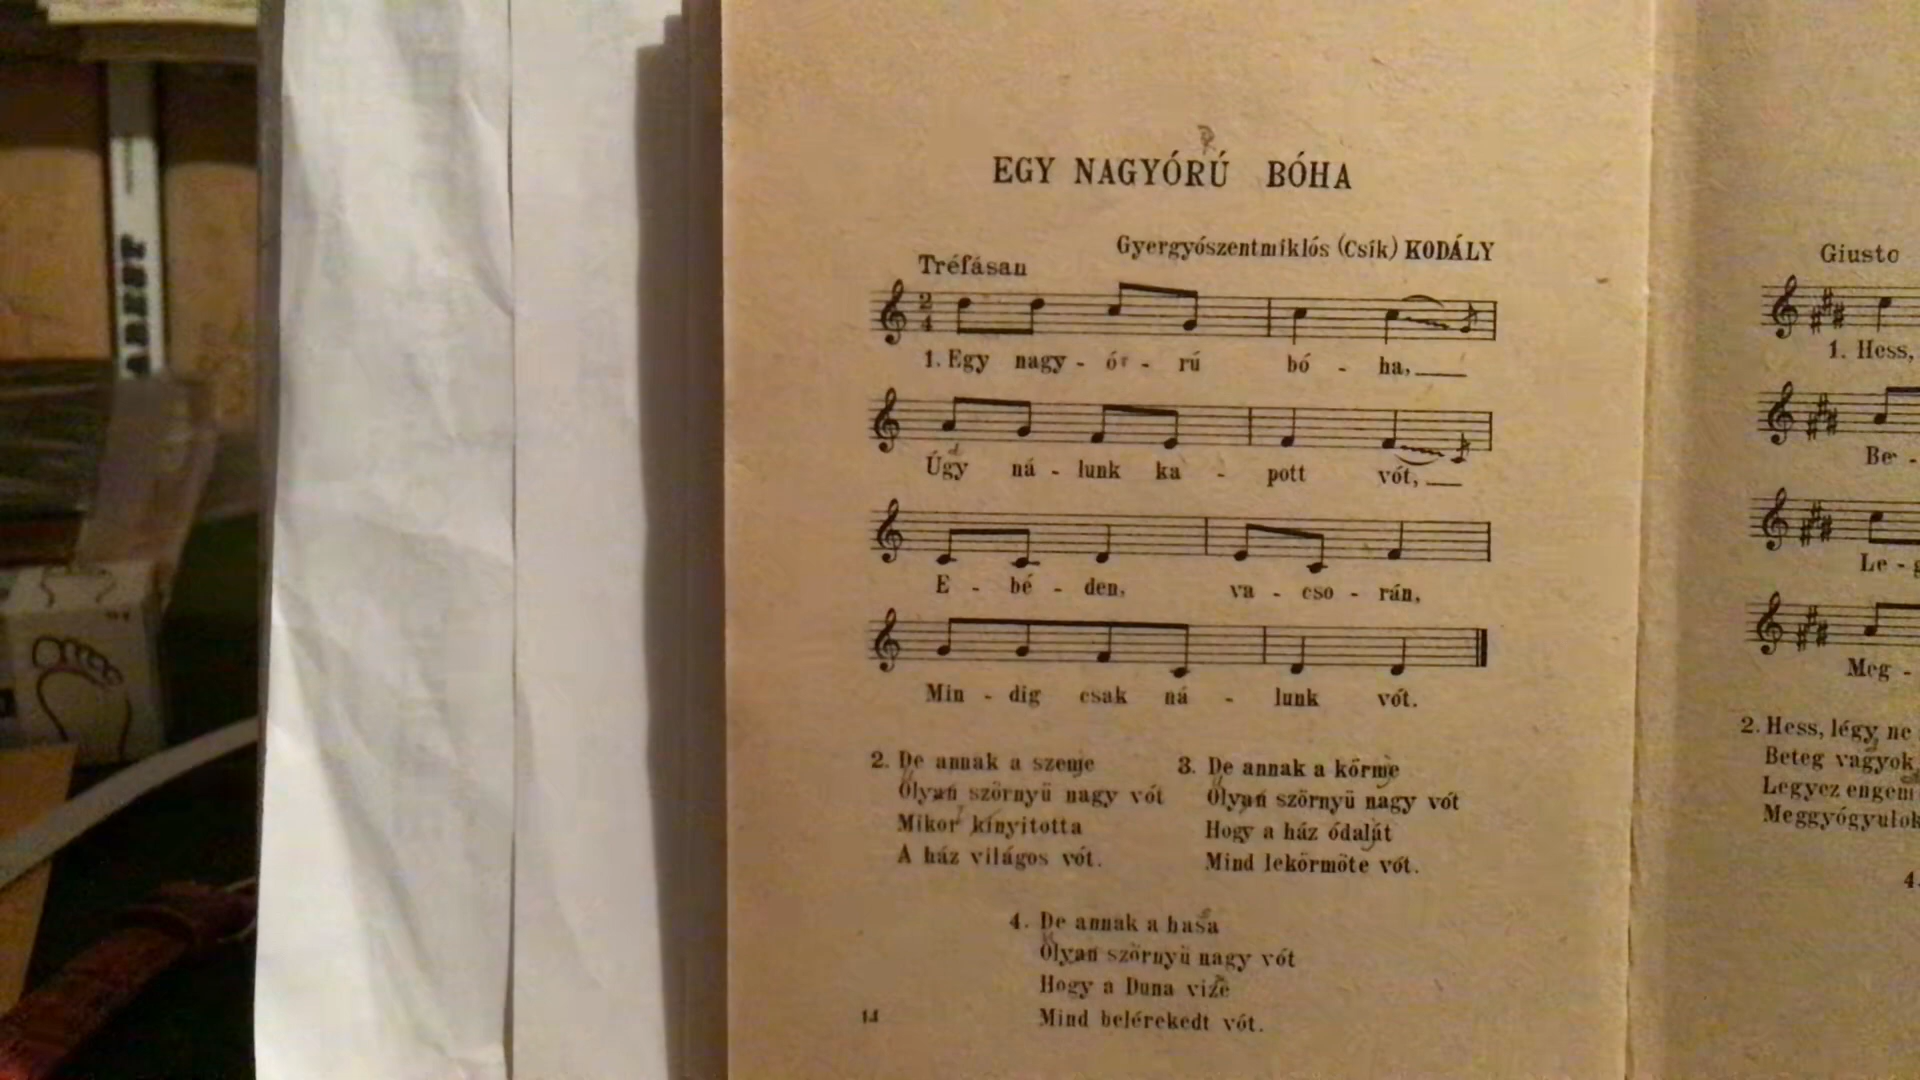 EGY NAGYÓRÚ BÓHA
Gyergyószentmiklós (Csík) KODÁLY
Tréfásan
2
4
1. Egy nagy - ór - rú bó - ha,
Úgy ná - lunk ka - pott vót,
E - bé - den, va - cso - rán,
Min - dig csak ná - lunk vót.
2. De annak a szeme
Olyan szörnyü nagy vót
Mikor kinyitotta
A ház világos vót.
3. De annak a körme
Olyan szörnyü nagy vót
Hogy a ház ódalát
Mind lekörmöte vót.
4. De annak a hasa
Olyan szörnyü nagy vót
Hogy a Duna vize
Mind belérekedt vót.
14
Giusto
1. Hess,
Be -
Le -
Meg -
2. Hess, légy, ne
Beteg vagyok,
Legyez engem
Meggyógyulok
4.